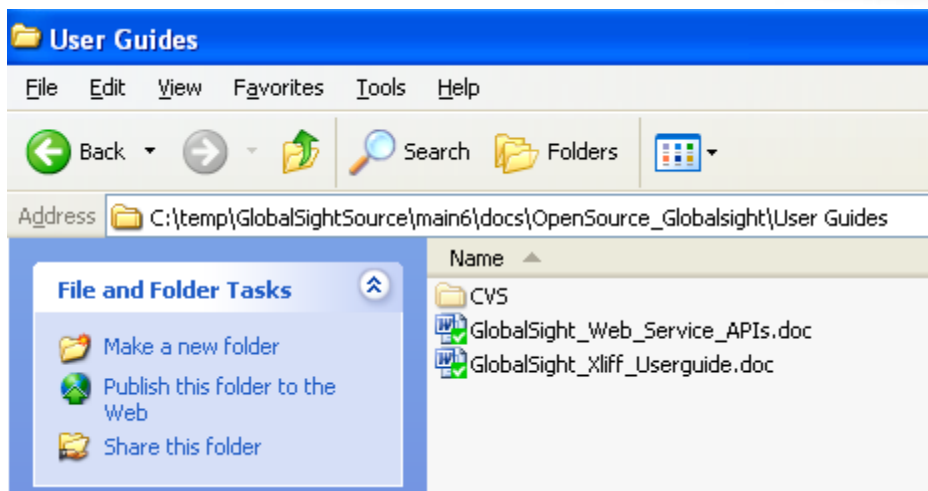 User Guides
File Edit View Favorites Tools Help
Back Search Folders
Address C:\temp\GlobalSightSource\main6\docs\OpenSource_Globalsight\User Guides
Name
File and Folder Tasks
CVS
GlobalSight_Web_Service_APIs.doc
GlobalSight_Xliff_Userguide.doc
Make a new folder
Publish this folder to the
Web
Share this folder